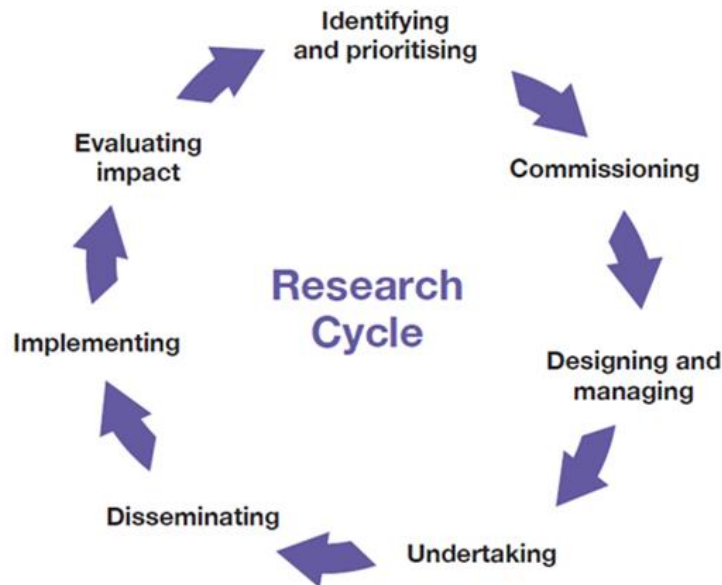 Identifying
and prioritising
Commissioning
Designing and
managing
Undertaking
Disseminating
Implementing
Evaluating
impact
Research
Cycle